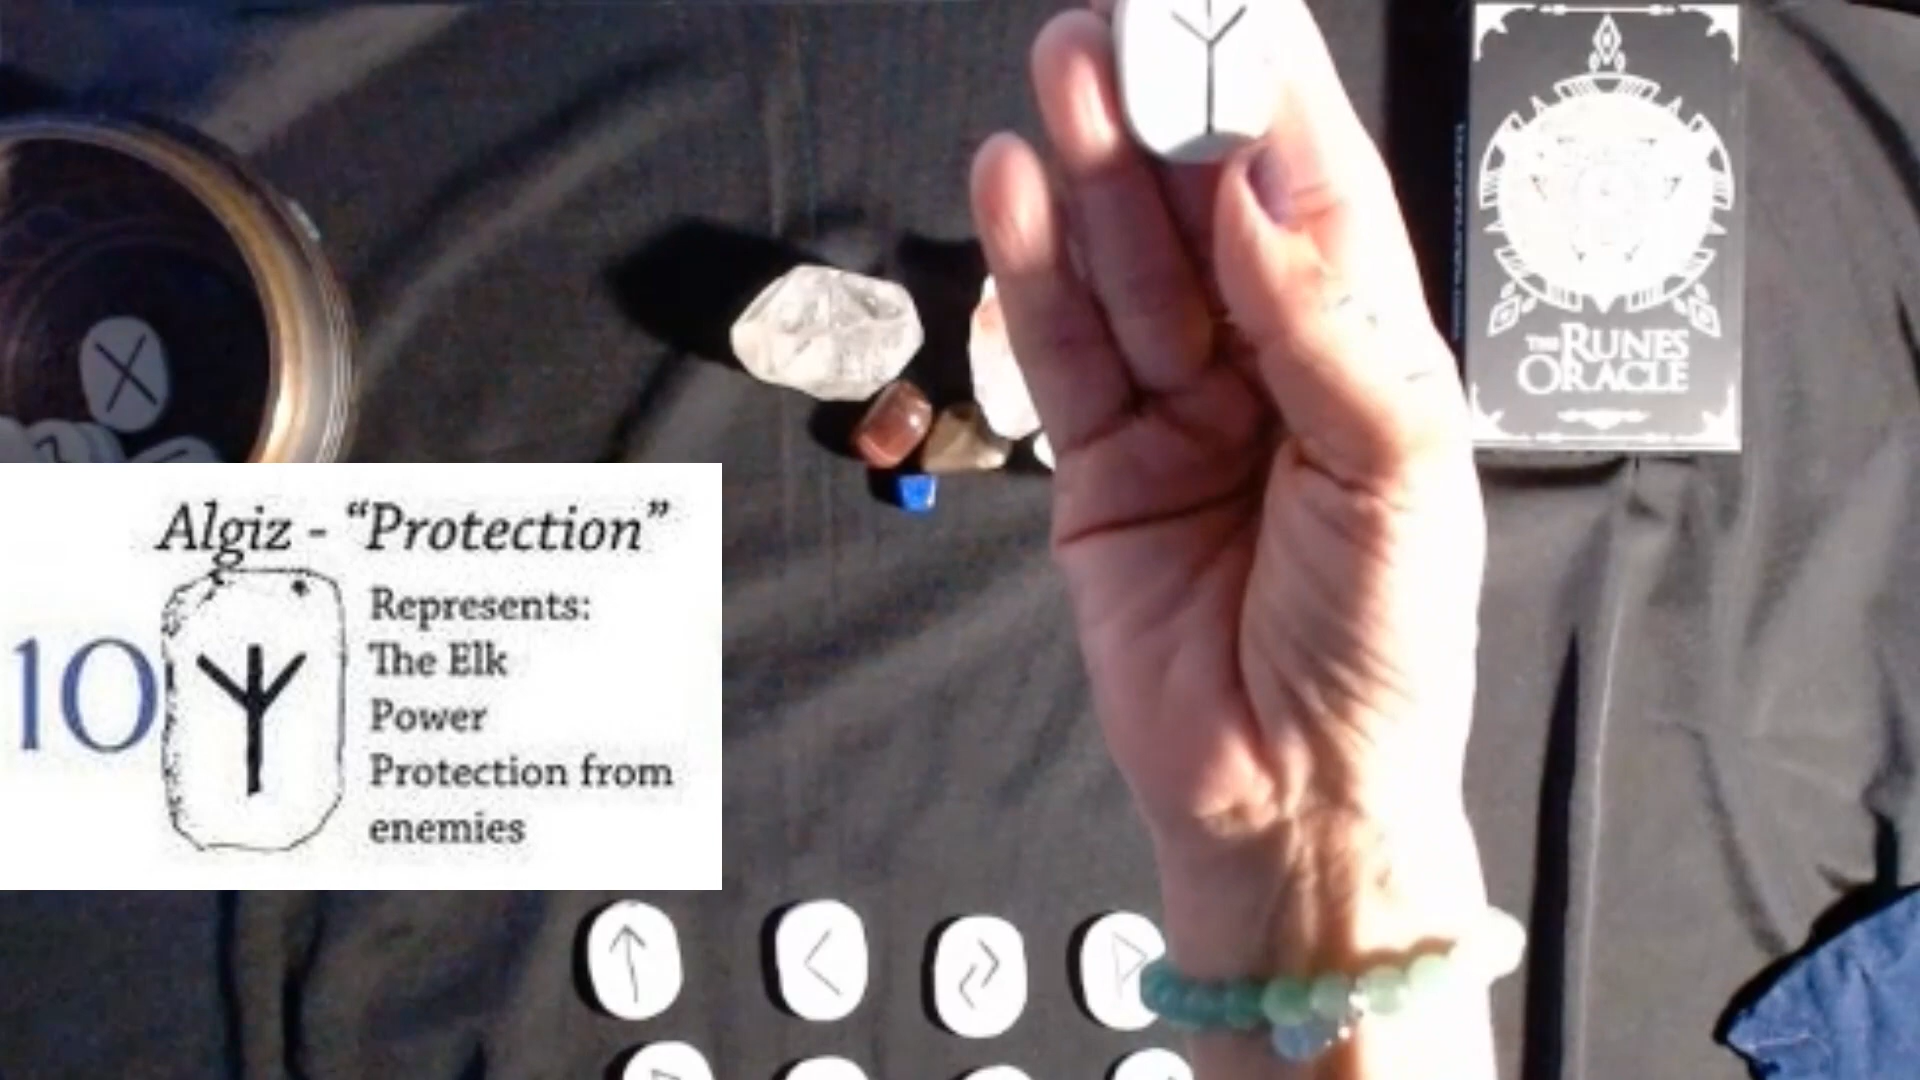 THE RUNES
ORACLE
Algiz - “Protection”
10
Represents:
The Elk
Power
Protection from
enemies